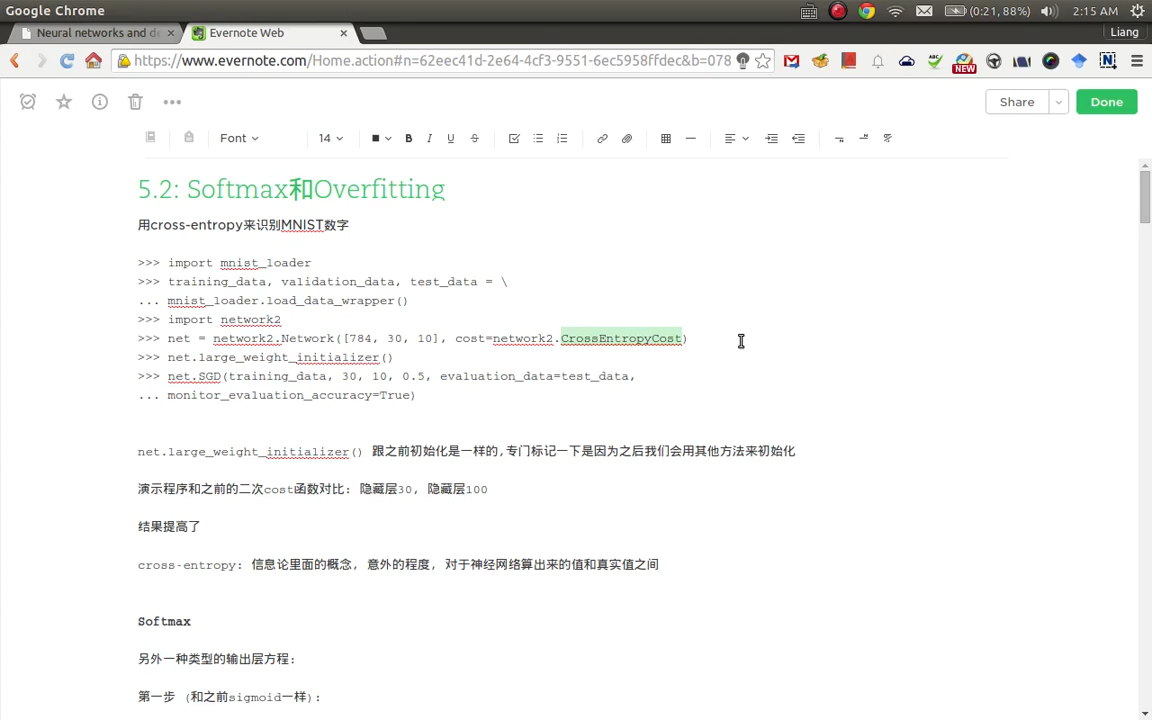 Google Chrome
(0:21, 88%)
2:15 AM
Neural networks and de
Evernote Web
Liang
https://www.evernote.com/Home.action#n=62eec41d-2e64-4cf3-9551-6ec5958ffdec&b=078
NEW
Share
Done
Font
14
B
I
U
S
5.2: Softmax和Overfitting
用cross-entropy来识别MNIST数字
>>> import mnist_loader
>>> training_data, validation_data, test_data = \
... mnist_loader.load_data_wrapper()
>>> import network2
>>> net = network2.Network([784, 30, 10], cost=network2.CrossEntropyCost)
>>> net.large_weight_initializer()
>>> net.SGD(training_data, 30, 10, 0.5, evaluation_data=test_data,
... monitor_evaluation_accuracy=True)
net.large_weight_initializer() 跟之前初始化是一样的,专门标记一下是因为之后我们会用其他方法来初始化
演示程序和之前的二次cost函数对比: 隐藏层30, 隐藏层100
结果提高了
cross-entropy: 信息论里面的概念, 意外的程度, 对于神经网络算出来的值和真实值之间
Softmax
另外一种类型的输出层方程:
第一步 (和之前sigmoid一样):